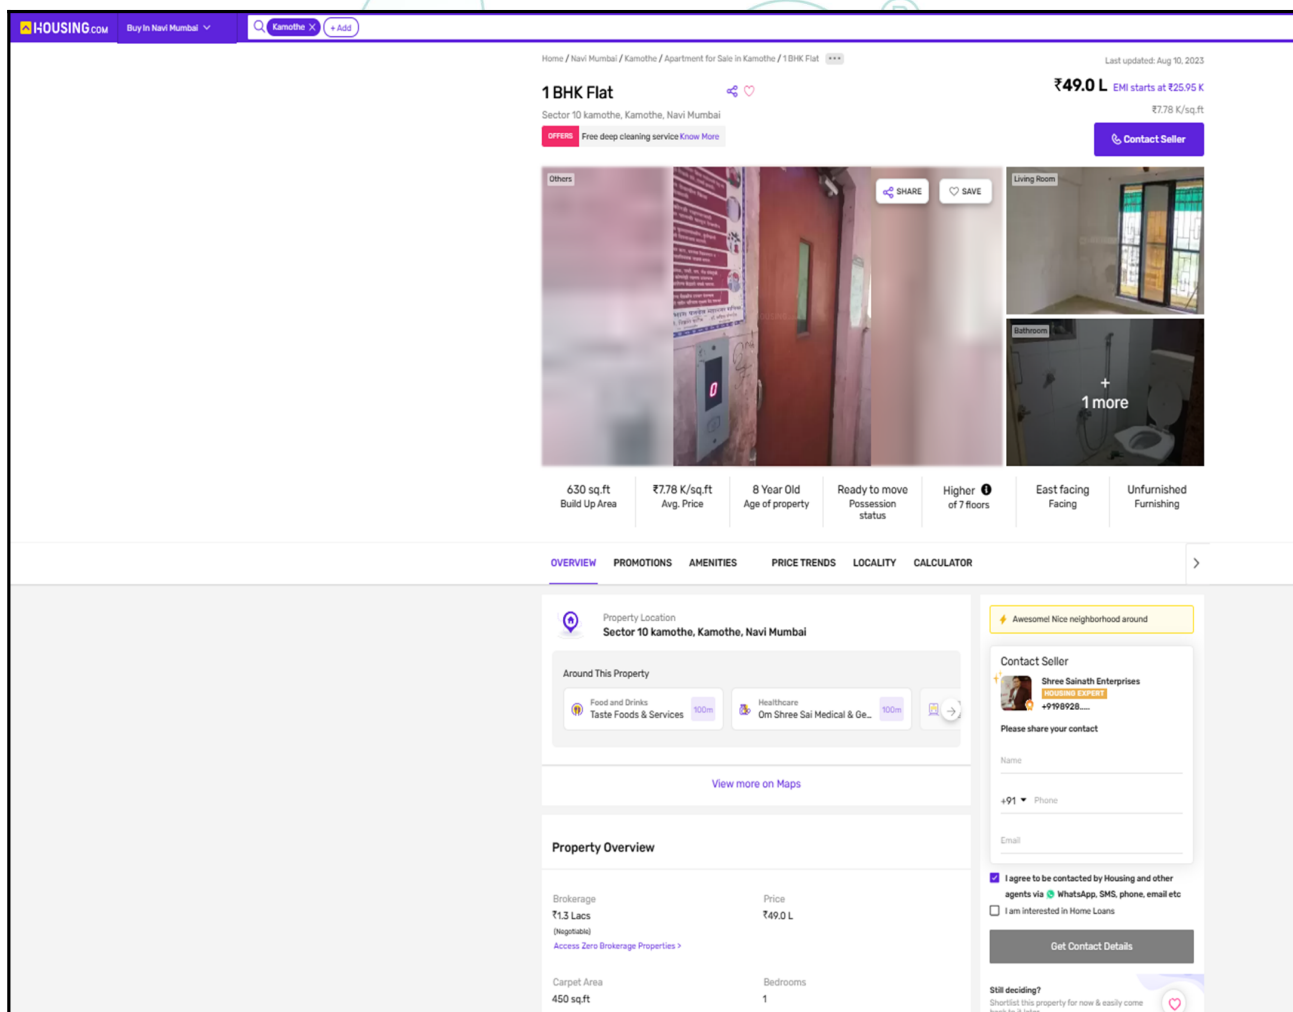 HOUSING.COM
Buy In Navi Mumbai
Kamothe
+ Add
Home / Navi Mumbai / Kamothe / Apartment for Sale in Kamothe / 1 BHK Flat
Last updated: Aug 10, 2023
1 BHK Flat
₹49.0 L EMI starts at ₹25.95 K
Sector 10 kamothe, Kamothe, Navi Mumbai
₹7.78 K/sq.ft
OFFERS Free deep cleaning service Know More
Contact Seller
Others
SHARE
SAVE
Living Room
0
Bathroom
+
1 more
630 sq.ft
Build Up Area
₹7.78 K/sq.ft
Avg. Price
8 Year Old
Age of property
Ready to move
Possession
status
Higher
of 7 floors
East facing
Facing
Unfurnished
Furnishing
OVERVIEW PROMOTIONS AMENITIES PRICE TRENDS LOCALITY CALCULATOR
Property Location
Sector 10 kamothe, Kamothe, Navi Mumbai
Around This Property
Food and Drinks
Taste Foods & Services
100m
Healthcare
Om Shree Sai Medical & Ge...
100m
View more on Maps
Property Overview
Brokerage
₹1.3 Lacs
(Negotiable)
Access Zero Brokerage Properties >
Price
₹49.0 L
Carpet Area
450 sq.ft
Bedrooms
1
Awesome! Nice neighborhood around
Contact Seller
Shree Sainath Enterprises
HOUSING EXPERT
+9198928.....
Please share your contact
Name
+91 Phone
Email
I agree to be contacted by Housing and other
agents via WhatsApp, SMS, phone, email etc
I am interested in Home Loans
Get Contact Details
Still deciding?
Shortlist this property for now & easily come